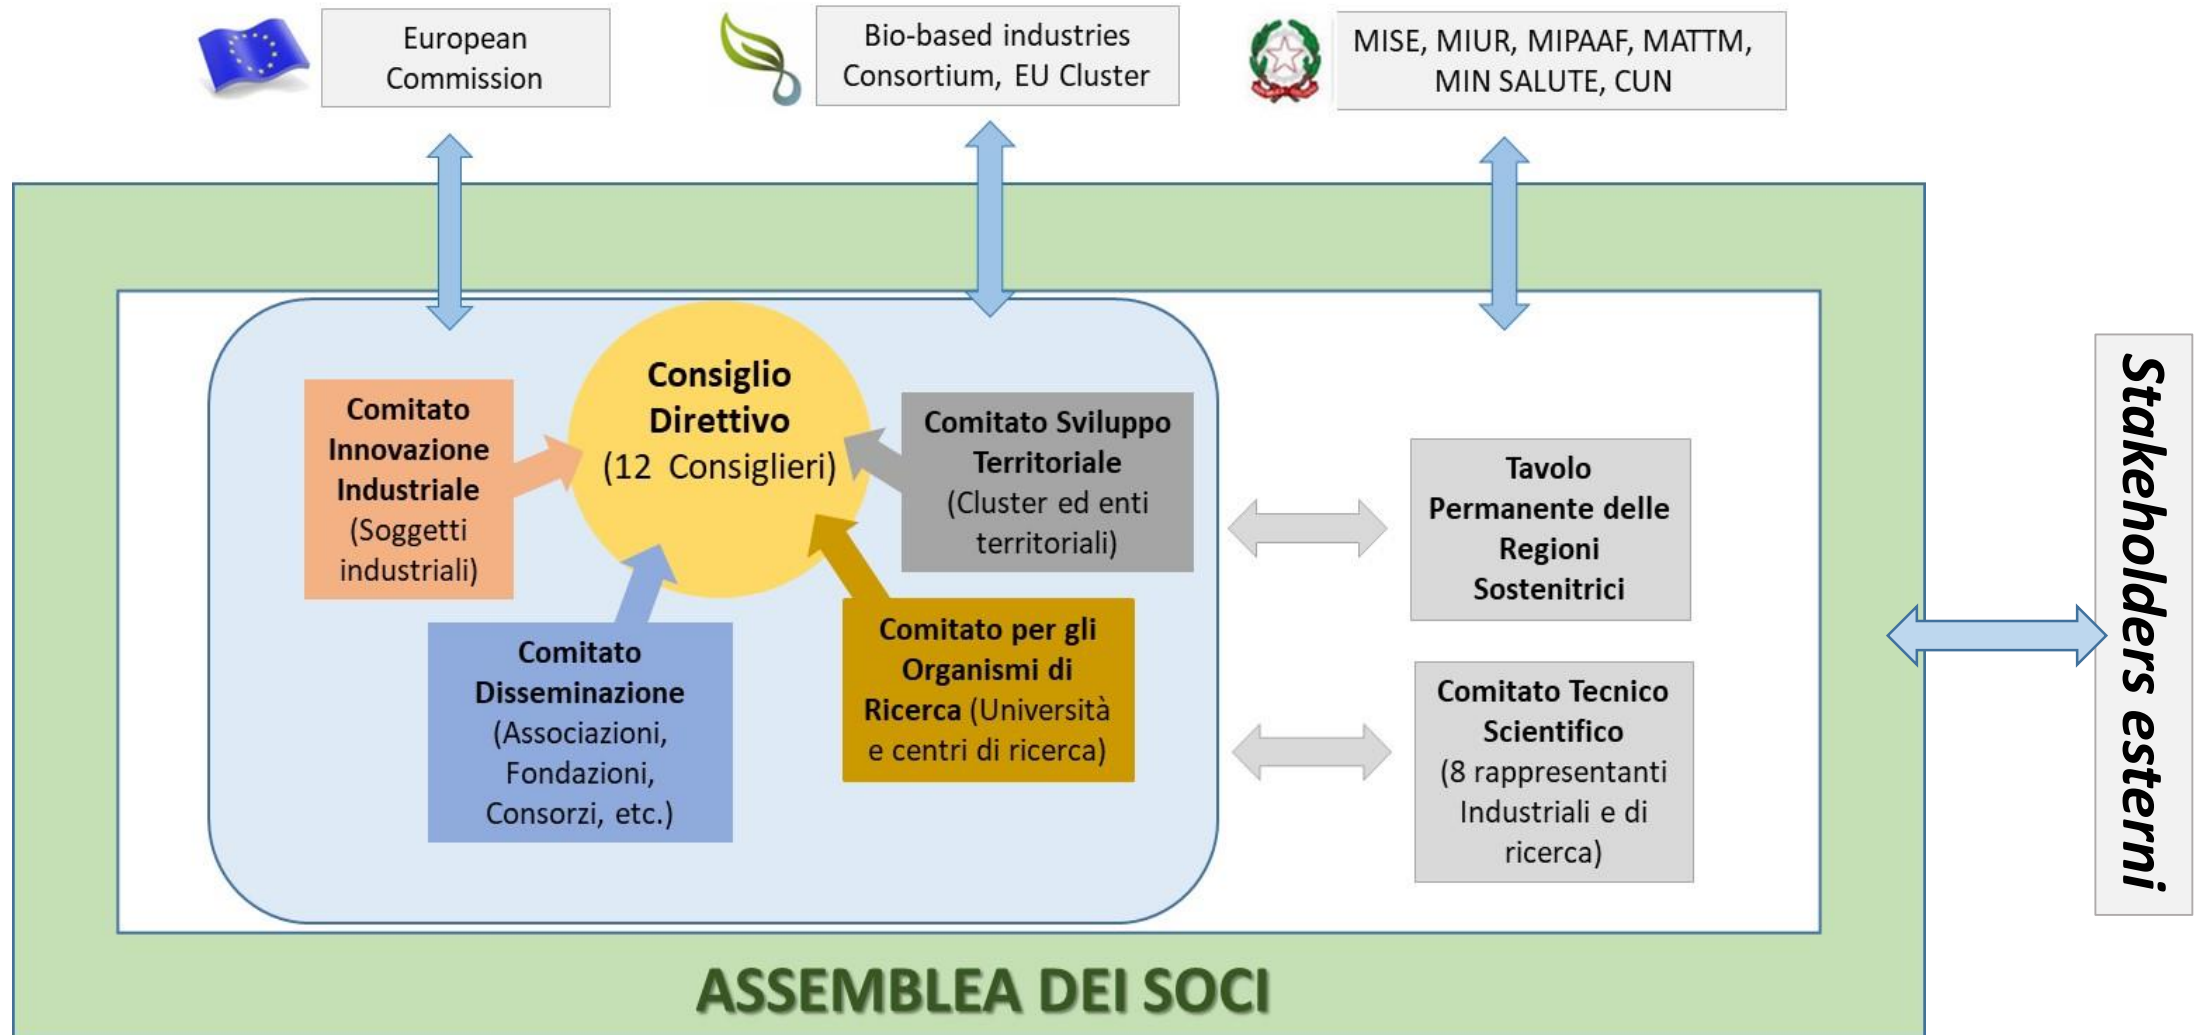 European
Commission
Bio-based industries
Consortium, EU Cluster
MISE, MIUR, MIPAAF, MATTM,
MIN SALUTE, CUN
Consiglio
Direttivo
(12 Consiglieri)
Comitato
Innovazione
Industriale
(Soggetti
industriali)
Comitato Sviluppo
Territoriale
(Cluster ed enti
territoriali)
Comitato
Disseminazione
(Associazioni,
Fondazioni,
Consorzi, etc.)
Comitato per gli
Organismi di
Ricerca (Università
e centri di ricerca)
Tavolo
Permanente delle
Regioni
Sostenitrici
Comitato Tecnico
Scientifico
(8 rappresentanti
Industriali e di
ricerca)
Stakeholders esterni
ASSEMBLEA DEI SOCI